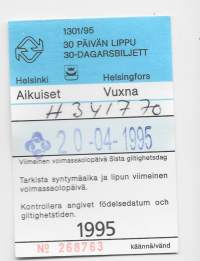 1301/95
30 PÄIVÄN LIPPU
30-DAGARSBILJETT
Helsinki Helsingfors
Aikuiset Vuxna
H 341770
20-04-1995
Viimeinen voimassaolopäivä Sista giltighetsdag
Tarkista syntymäaika ja lipun viimeinen
voimassaolopäivä.
Kontrollera angivet födelsedatum och
giltighetstiden.
1995
№ 268763 käännä/vänd